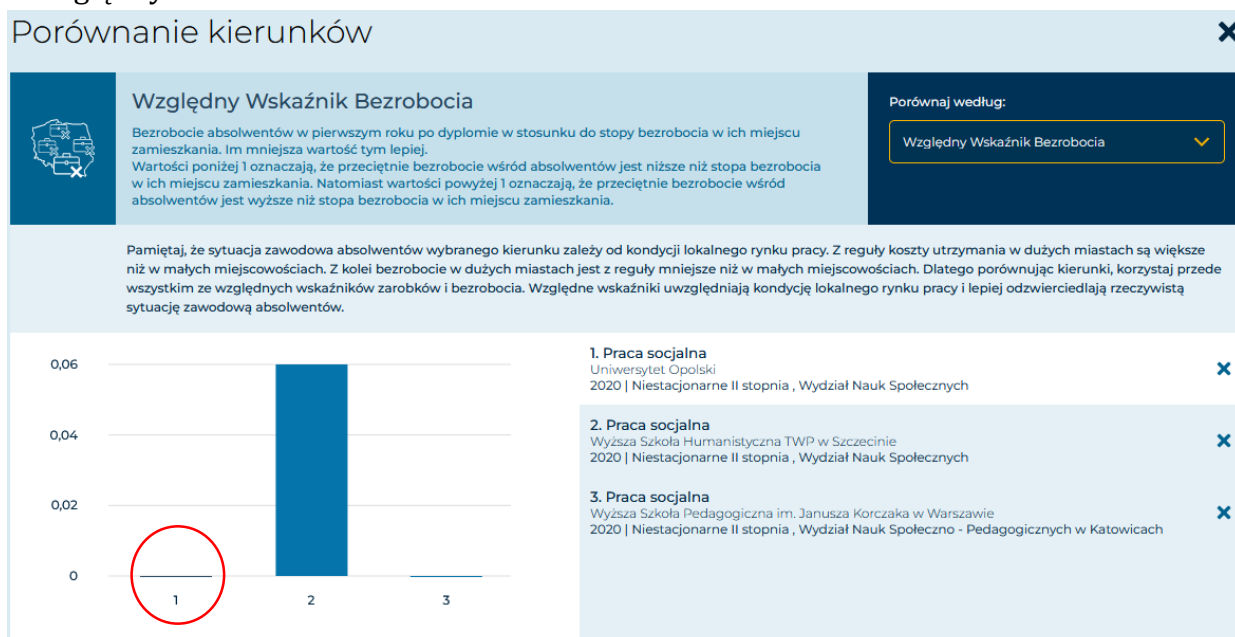 Porównanie kierunków
Względny Wskaźnik Bezrobocia
Bezrobocie absolwentów w pierwszym roku po dyplomie w stosunku do stopy bezrobocia w ich miejscu
zamieszkania. Im mniejsza wartość tym lepiej.
Wartości poniżej 1 oznaczają, że przeciętnie bezrobocie wśród absolwentów jest niższe niż stopa bezrobocia
w ich miejscu zamieszkania. Natomiast wartości powyżej 1 oznaczają, że przeciętnie bezrobocie wśród
absolwentów jest wyższe niż stopa bezrobocia w ich miejscu zamieszkania.
Porównaj według:
Względny Wskaźnik Bezrobocia
Pamiętaj, że sytuacja zawodowa absolwentów wybranego kierunku zależy od kondycji lokalnego rynku pracy. Z reguły koszty utrzymania w dużych miastach są większe
niż w małych miejscowościach. Z kolei bezrobocie w dużych miastach jest z reguły mniejsze niż w małych miejscowościach. Dlatego porównując kierunki, korzystaj przede
wszystkim ze względnych wskaźników zarobków i bezrobocia. Względne wskaźniki uwzględniają kondycję lokalnego rynku pracy i lepiej odzwierciedlają rzeczywistą
sytuację zawodową absolwentów.
0,06
0,04
0,02
0
1 2 3
1. Praca socjalna
Uniwersytet Opolski
2020 | Niestacjonarne II stopnia , Wydział Nauk Społecznych
2. Praca socjalna
Wyższa Szkoła Humanistyczna TWP w Szczecinie
2020 | Niestacjonarne II stopnia , Wydział Nauk Społecznych
3. Praca socjalna
Wyższa Szkoła Pedagogiczna im. Janusza Korczaka w Warszawie
2020 | Niestacjonarne II stopnia , Wydział Nauk Społeczno - Pedagogicznych w Katowicach